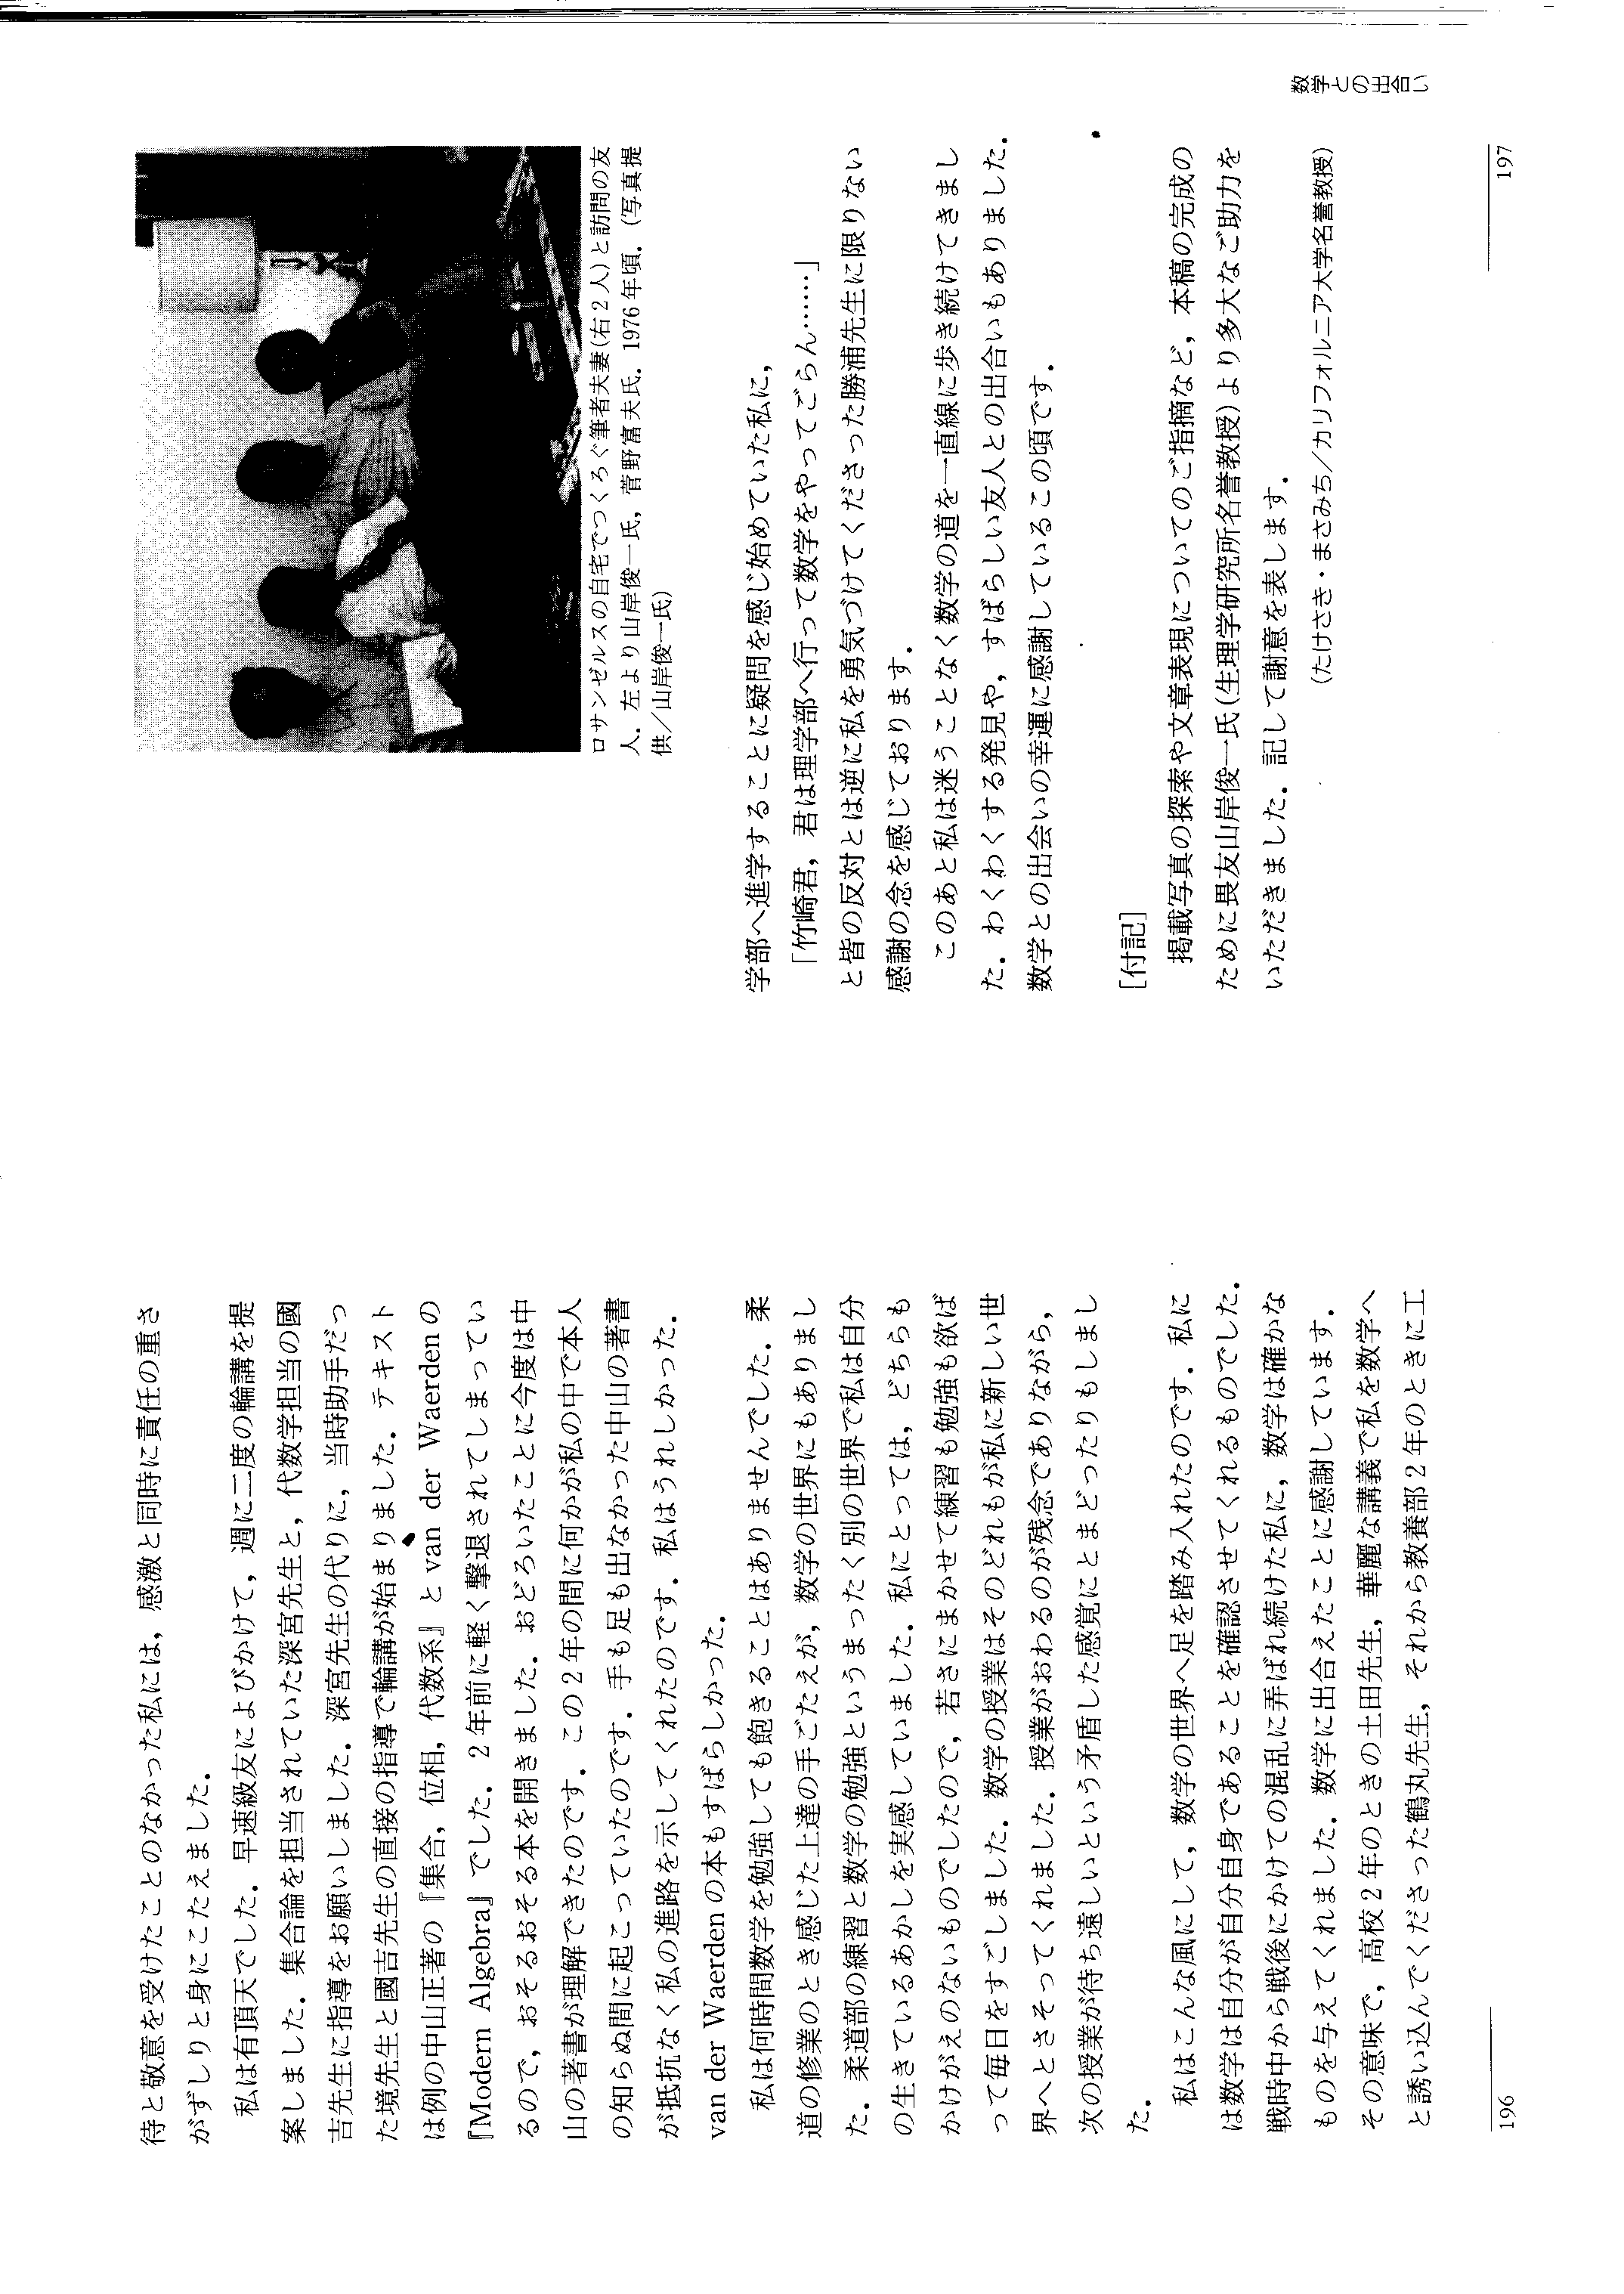 待と敬意を受けたことのなかった私には，感激と同時に責任の重さ
がずしりと身にこたえました．
私は有頂天でした．早速級友によびかけて，週に二度の輪講を提
案しました．集合論を担当されていた深宮先生と，代数学担当の國
吉先生に指導をお願いしました．深宮先生の代りに，当時助手だっ
た境先生と國吉先生の直接の指導で輪講が始まりました．テキスト
は例の中山正著の『集合，位相，代数系』と van der Waerden の
『Modern Algebra』でした．2年前に軽く撃退されてしまってい
るので，おそるおそる本を開きました．おどろいたことに今度は中
山の著書が理解できたのです．この2年の間に何かが私の中で本人
の知らぬ間に起こっていたのです．手も足も出なかった中山の著書
が抵抗なく私の進路を示してくれたのです．私はうれしかった．
van der Waerden の本もすばらしかった．
私は何時間数学を勉強しても飽きることはありませんでした．柔
道の修業のとき感じた上達の手ごたえが，数学の世界にもありまし
た．柔道部の練習と数学の勉強というまったく別の世界で私は自分
の生きているあかしを実感していました．私にとっては，どちらも
かけがえのないものでしたので，若さにまかせて練習も勉強も欲ば
って毎日をすごしました．数学の授業はそのどれもが私に新しい世
界へとさそってくれました．授業がおわるのが残念でありながら，
次の授業が待ち遠しいという矛盾した感覚にとまどったりもしまし
た．
私はこんな風にして，数学の世界へ足を踏み入れたのです．私に
は数学は自分が自分自身であることを確認させてくれるものでした．
戦時中から戦後にかけての混乱に弄ばれ続けた私に，数学は確かな
ものを与えてくれました．数学に出合えたことに感謝しています．
その意味で，高校2年のときの土田先生，華麗な講義で私を数学へ
と誘い込んでくださった鶴丸先生，それから教養部2年のときに工
196
ロサンゼルスの自宅でつくろぐ筆者夫妻(右2人)と訪問の友
人．左より山岸俊一氏，菅野富夫氏．1976年頃．(写真提
供／山岸俊一氏)
学部へ進学することに疑問を感じ始めていた私に，
「竹崎君，君は理学部へ行って数学をやってごらん……」
と皆の反対とは逆に私を勇気づけてくださった勝浦先生に限りない
感謝の念を感じております．
このあと私は迷うことなく数学の道を一直線に歩き続けてきまし
た．わくわくする発見や，すばらしい友人との出合いもありました．
数学との出会いの幸運に感謝しているこの頃です．
[付記]
掲載写真の探索や文章表現についてのご指摘など，本稿の完成の
ために畏友山岸俊一氏(生理学研究所名誉教授)より多大なご助力を
いただきました．記して謝意を表します．
(たけさき・まさみち／カリフォルニア大学名誉教授)
数学との出合い
197